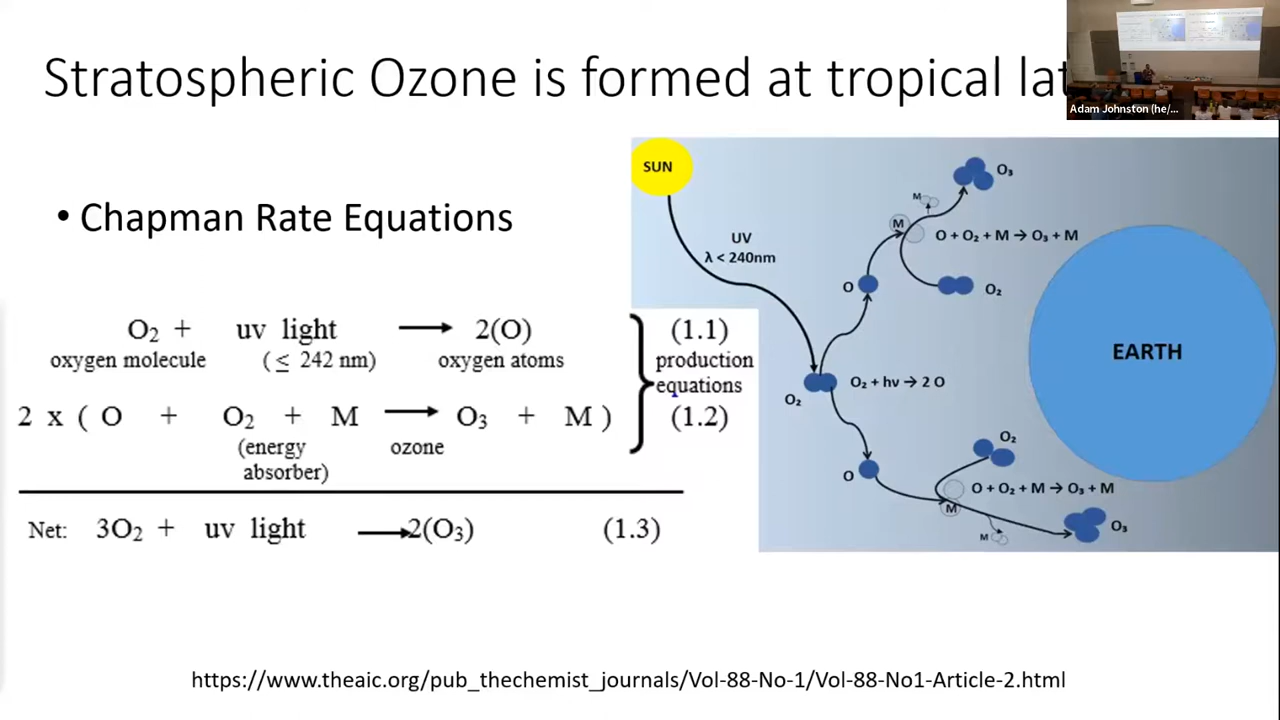 Stratospheric Ozone is formed at tropical lat
Adam Johnston (he/...
• Chapman Rate Equations
O₂ + uv light ⟶ 2(O) (1.1)
oxygen molecule (≤ 242 nm) oxygen atoms production
equations
2 x ( O + O₂ + M ⟶ O₃ + M ) (1.2)
(energy ozone
absorber)
Net: 3O₂ + uv light ⟶2(O₃) (1.3)
SUN
UV
λ < 240nm
O₃
M
M
O + O₂ + M → O₃ + M
O
O₂
EARTH
O₂
O₂ + hv → 2 O
O₂
O
O + O₂ + M → O₃ + M
M
O₃
M
https://www.theaic.org/pub_thechemist_journals/Vol-88-No-1/Vol-88-No1-Article-2.html